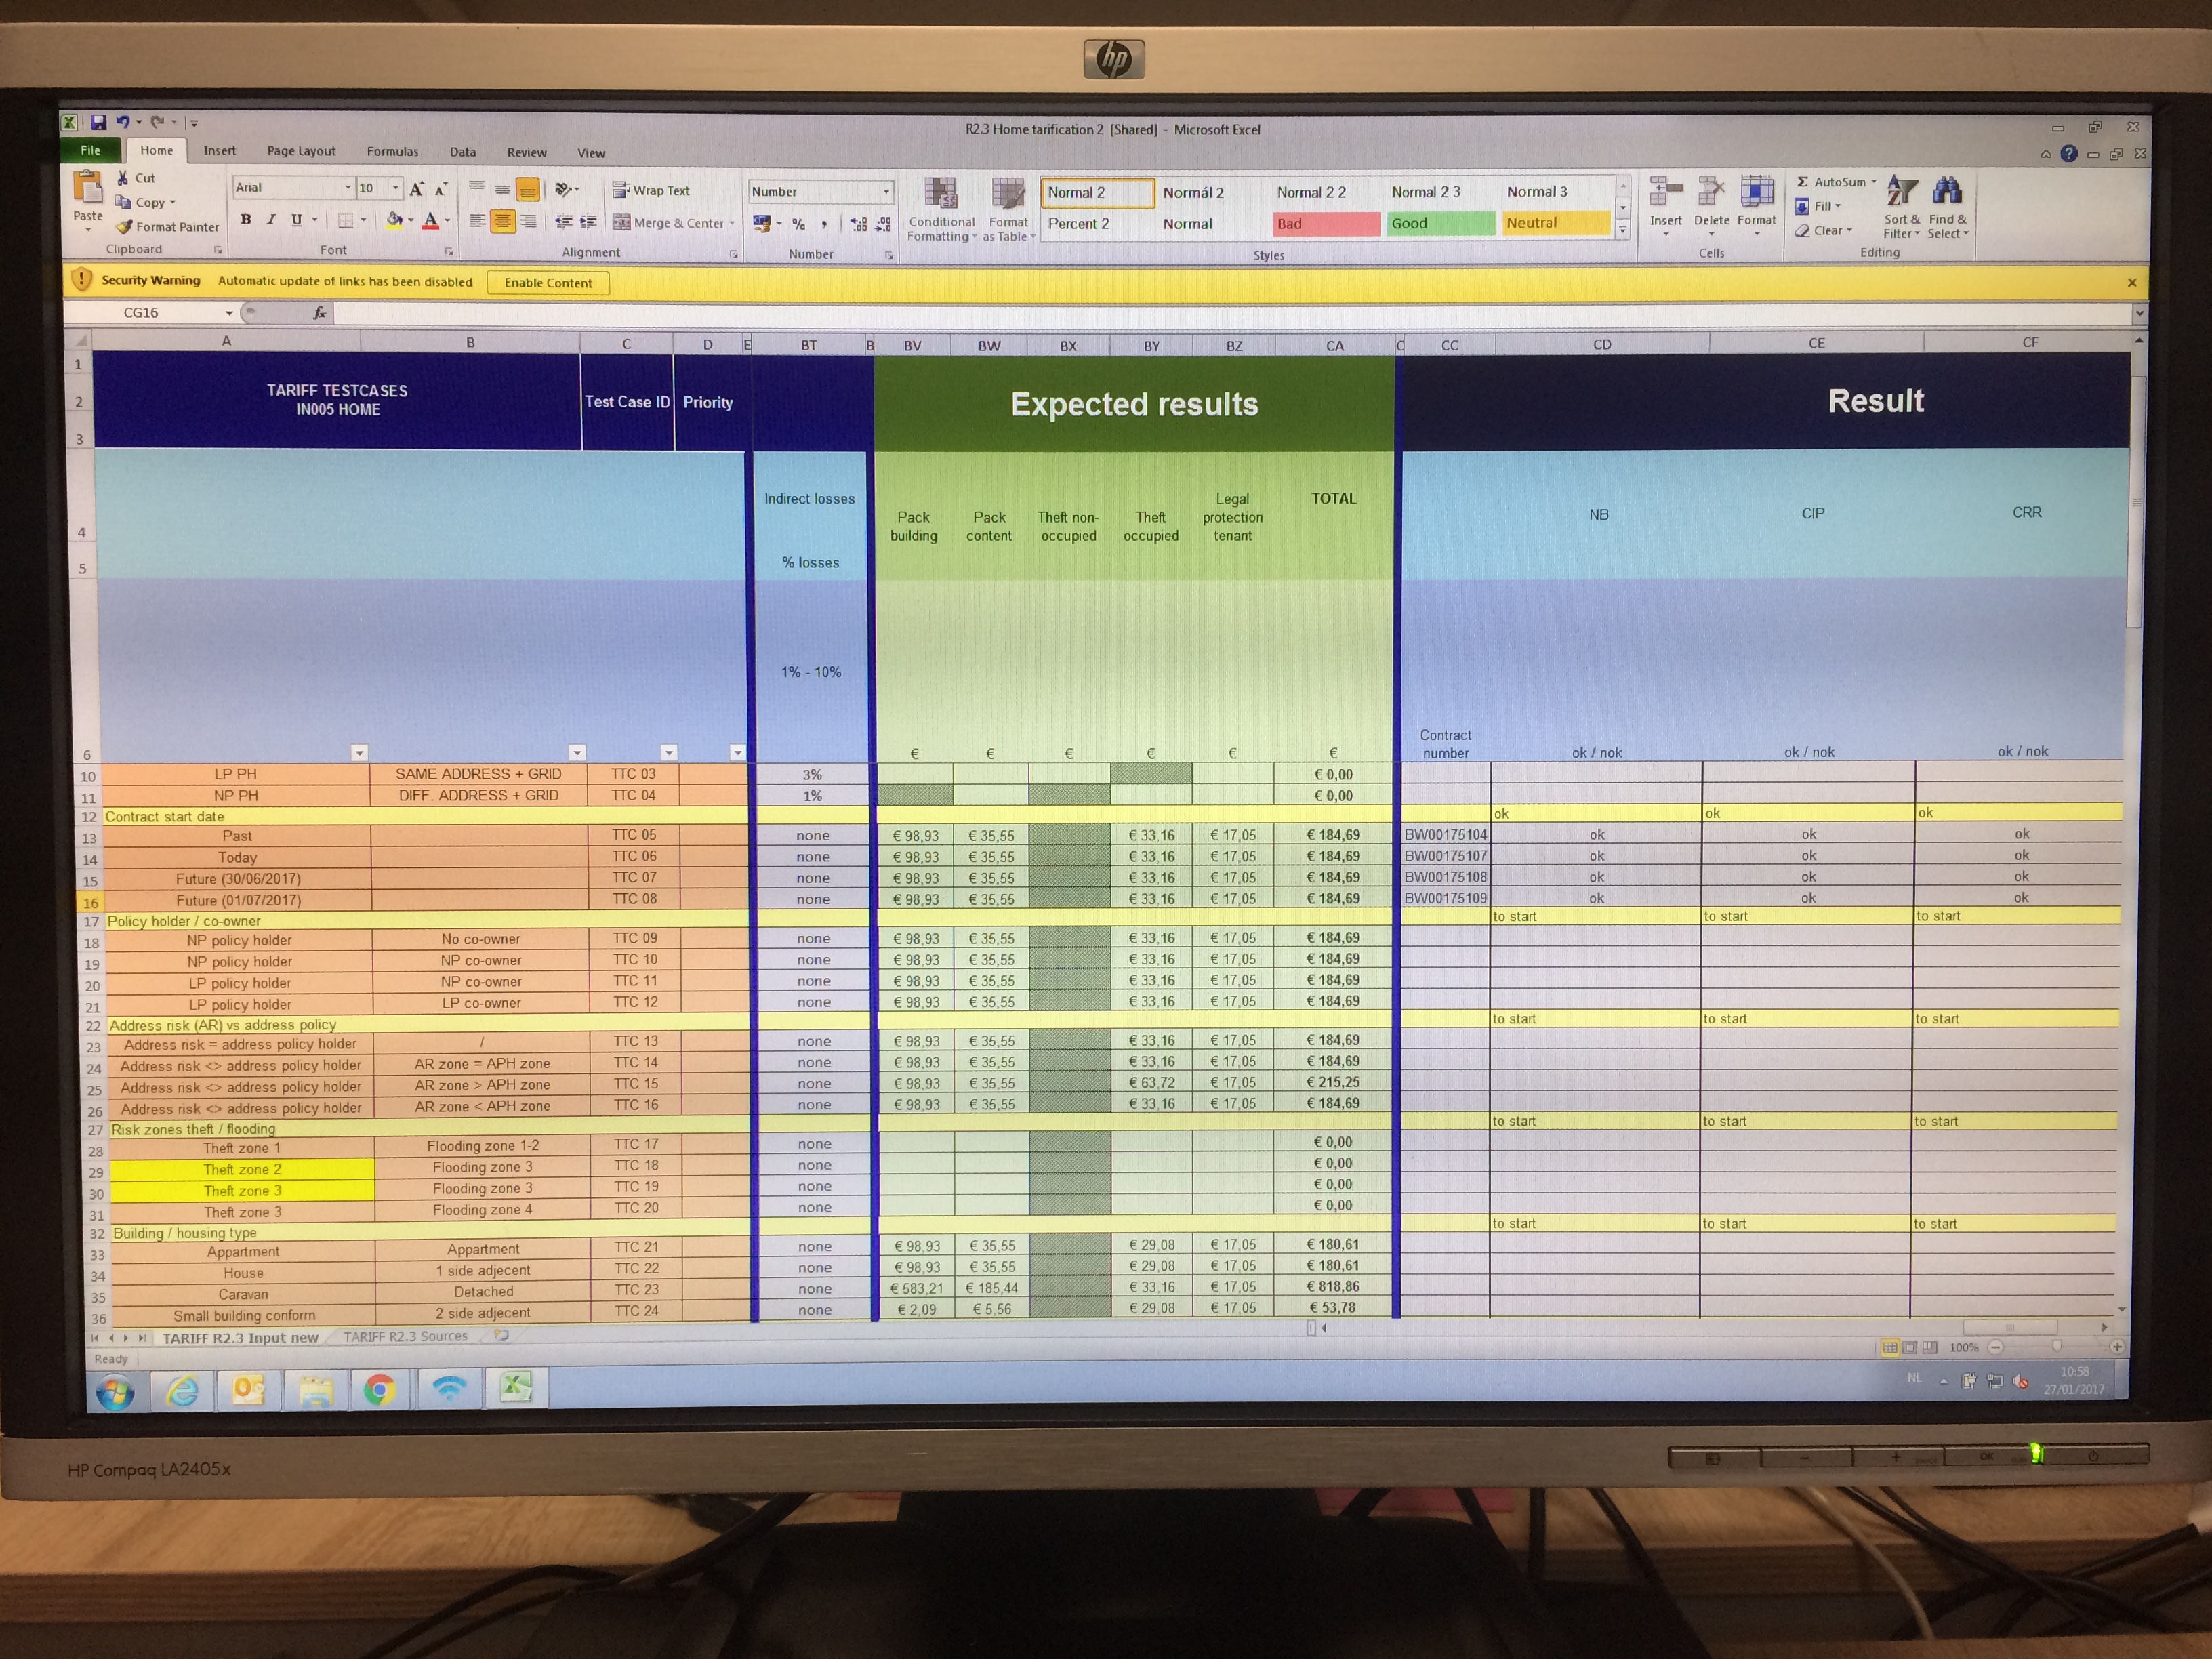 hp
R2.3 Home tarification 2 [Shared] - Microsoft Excel
File Home Insert Page Layout Formulas Data Review View
Paste Cut Copy Format Painter
Clipboard
Arial 10
B I U
Font
Wrap Text
Merge & Center
Alignment
Number
%
Number
Conditional Formatting Format as Table
Normal 2 Normál 2 Normal 2 2 Normal 2 3 Normal 3
Percent 2 Normal Bad Good Neutral
Styles
Insert Delete Format
Cells
Σ AutoSum
Fill
Clear
Sort & Filter Find & Select
Editing
Security Warning Automatic update of links has been disabled Enable Content
CG16 fx
A B C D E BT B BV BW BX BY BZ CA C CC CD CE CF
1
2
3
TARIFF TESTCASES
IN005 HOME
Test Case ID Priority
Expected results
Result
4
5
Indirect losses
% losses
Pack building
Pack content
Theft non-occupied
Theft occupied
Legal protection tenant
TOTAL
NB CIP CRR
1% - 10%
6 € € € € € € Contract number ok / nok ok / nok ok / nok
10 LP PH SAME ADDRESS + GRID TTC 03 3% € 0,00
11 NP PH DIFF. ADDRESS + GRID TTC 04 1% € 0,00
12 Contract start date ok ok ok
13 Past TTC 05 none € 98,93 € 35,55 € 33,16 € 17,05 € 184,69 BW00175104 ok ok ok
14 Today TTC 06 none € 98,93 € 35,55 € 33,16 € 17,05 € 184,69 BW00175107 ok ok ok
15 Future (30/06/2017) TTC 07 none € 98,93 € 35,55 € 33,16 € 17,05 € 184,69 BW00175108 ok ok ok
16 Future (01/07/2017) TTC 08 none € 98,93 € 35,55 € 33,16 € 17,05 € 184,69 BW00175109 ok ok ok
17 Policy holder / co-owner to start to start to start
18 NP policy holder No co-owner TTC 09 none € 98,93 € 35,55 € 33,16 € 17,05 € 184,69
19 NP policy holder NP co-owner TTC 10 none € 98,93 € 35,55 € 33,16 € 17,05 € 184,69
20 LP policy holder NP co-owner TTC 11 none € 98,93 € 35,55 € 33,16 € 17,05 € 184,69
21 LP policy holder LP co-owner TTC 12 none € 98,93 € 35,55 € 33,16 € 17,05 € 184,69
22 Address risk (AR) vs address policy to start to start to start
23 Address risk = address policy holder / TTC 13 none € 98,93 € 35,55 € 33,16 € 17,05 € 184,69
24 Address risk <> address policy holder AR zone = APH zone TTC 14 none € 98,93 € 35,55 € 33,16 € 17,05 € 184,69
25 Address risk <> address policy holder AR zone > APH zone TTC 15 none € 98,93 € 35,55 € 63,72 € 17,05 € 215,25
26 Address risk <> address policy holder AR zone < APH zone TTC 16 none € 98,93 € 35,55 € 33,16 € 17,05 € 184,69
27 Risk zones theft / flooding to start to start to start
28 Theft zone 1 Flooding zone 1-2 TTC 17 none € 0,00
29 Theft zone 2 Flooding zone 3 TTC 18 none € 0,00
30 Theft zone 3 Flooding zone 3 TTC 19 none € 0,00
31 Theft zone 3 Flooding zone 4 TTC 20 none € 0,00
32 Building / housing type to start to start to start
33 Appartment Appartment TTC 21 none € 98,93 € 35,55 € 29,08 € 17,05 € 180,61
34 House 1 side adjecent TTC 22 none € 98,93 € 35,55 € 29,08 € 17,05 € 180,61
35 Caravan Detached TTC 23 none € 583,21 € 185,44 € 33,16 € 17,05 € 818,86
36 Small building conform 2 side adjecent TTC 24 none € 2,09 € 5,56 € 29,08 € 17,05 € 53,78
TARIFF R2.3 Input new TARIFF R2.3 Sources
Ready 100%
NL 10:58
27/01/2017
HP Compaq LA2405x
OK